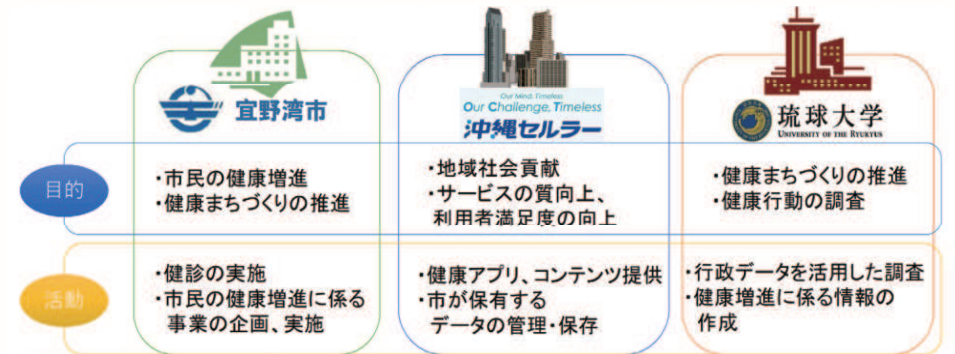 宜野湾市
Our Mind, Timeless
Our Challenge, Timeless
沖縄セルラー
琉球大学
UNIVERSITY OF THE RYUKYUS
目的
・市民の健康増進
・健康まちづくりの推進
・地域社会貢献
・サービスの質向上、
利用者満足度の向上
・健康まちづくりの推進
・健康行動の調査
活動
・健診の実施
・市民の健康増進に係る
事業の企画、実施
・健康アプリ、コンテンツ提供
・市が保有する
データの管理・保存
・行政データを活用した調査
・健康増進に係る情報の
作成